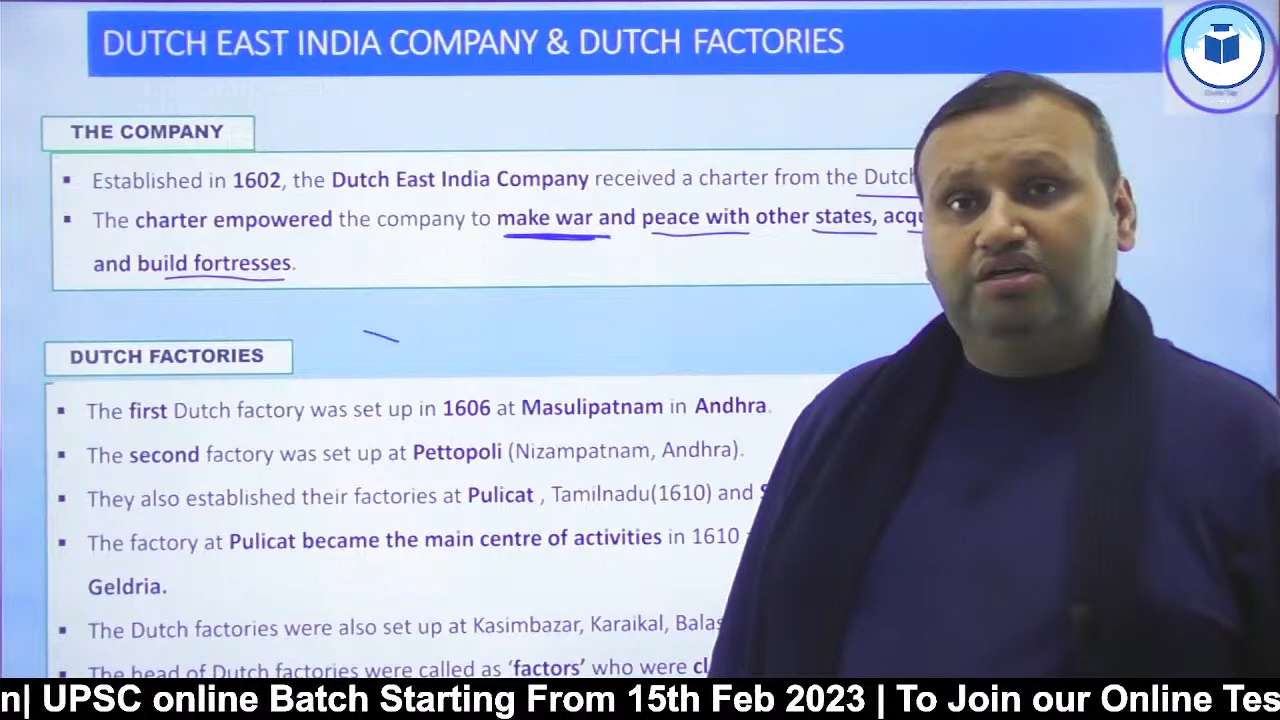 DUTCH EAST INDIA COMPANY & DUTCH FACTORIES
THE COMPANY
▪ Established in 1602, the Dutch East India Company received a charter from the Dutch
▪ The charter empowered the company to make war and peace with other states, acqu
and build fortresses.
DUTCH FACTORIES
▪ The first Dutch factory was set up in 1606 at Masulipatnam in Andhra.
▪ The second factory was set up at Pettopoli (Nizampatnam, Andhra).
▪ They also established their factories at Pulicat , Tamilnadu(1610) and S
▪ The factory at Pulicat became the main centre of activities in 1610
Geldria.
▪ The Dutch factories were also set up at Kasimbazar, Karaikal, Balas
▪ The head of Dutch factories were called as ‘factors’ who were cl
n| UPSC online Batch Starting From 15th Feb 2023 | To Join our Online Tes